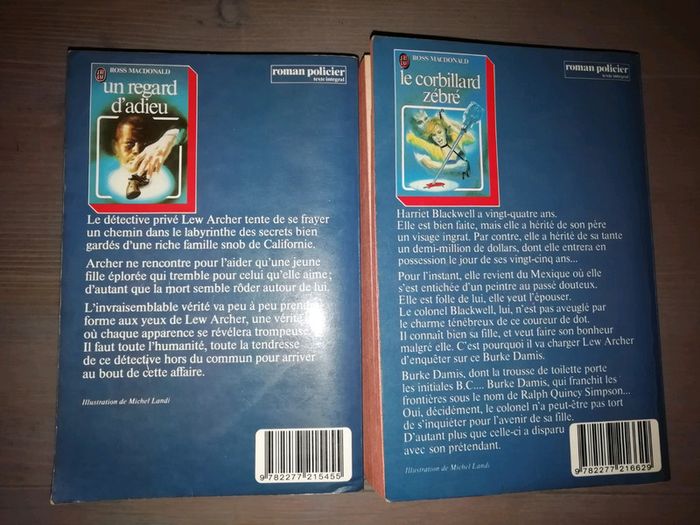 J'AI LU
ROSS MACDONALD
un regard
d'adieu
roman policier
texte intégral
Le détective privé Lew Archer tente de se frayer
un chemin dans le labyrinthe des secrets bien
gardés d'une riche famille snob de Californie.
Archer ne rencontre pour l'aider qu'une jeune
fille éplorée qui tremble pour celui qu'elle aime;
d'autant que la mort semble rôder autour de lui.
L'invraisemblable vérité va peu à peu prendre
forme aux yeux de Lew Archer, une vérité
où chaque apparence se révélera trompeuse.
Il faut toute l'humanité, toute la tendresse
de ce détective hors du commun pour arriver
au bout de cette affaire.
Illustration de Michel Landi
9 782277 215455
J'AI LU
ROSS MACDONALD
le corbillard
zébré
roman policier
texte intégral
Harriet Blackwell a vingt-quatre ans.
Elle est bien faite, mais elle a hérité de son père
un visage ingrat. Par contre, elle a hérité de sa tante
un demi-million de dollars, dont elle entrera en
possession le jour de ses vingt-cinq ans...
Pour l'instant, elle revient du Mexique où elle
s'est entichée d'un peintre au passé douteux.
Elle est folle de lui, elle veut l'épouser.
Le colonel Blackwell, lui, n'est pas aveuglé par
le charme ténébreux de ce coureur de dot.
Il connaît bien sa fille, et veut faire son bonheur
malgré elle. C'est pourquoi il va charger Lew Archer
d'enquêter sur ce Burke Damis.
Burke Damis, dont la trousse de toilette porte
les initiales B.C.... Burke Damis, qui franchit les
frontières sous le nom de Ralph Quincy Simpson...
Oui, décidément, le colonel n'a peut-être pas tort
de s'inquiéter pour l'avenir de sa fille.
D'autant plus que celle-ci a disparu
avec son prétendant.
Illustration de Michel Landi
9 782277 216629